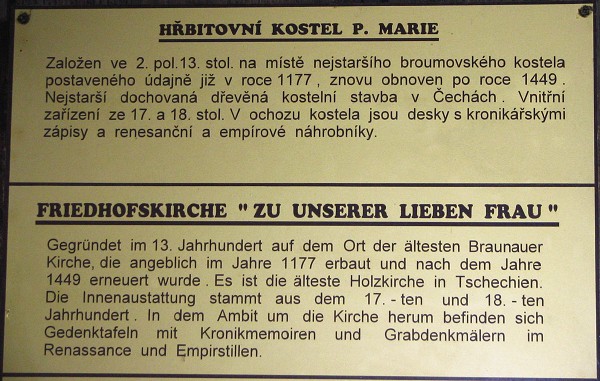 HŘBITOVNÍ KOSTEL P. MARIE
Založen ve 2. pol.13. stol. na místě nejstaršího broumovského kostela
postaveného údajně již v roce 1177 , znovu obnoven po roce 1449 .
Nejstarší dochovaná dřevěná kostelní stavba v Čechách . Vnitřní
zařízení ze 17. a 18. stol. V ochozu kostela jsou desky s kronikářskými
zápisy a renesanční a empírové náhrobníky.
FRIEDHOFSKIRCHE " ZU UNSERER LIEBEN FRAU "
Gegründet im 13. Jahrhundert auf dem Ort der ältesten Braunauer
Kirche, die angeblich im Jahre 1177 erbaut und nach dem Jahre
1449 erneuert wurde . Es ist die älteste Holzkirche in Tschechien.
Die Innenaustattung stammt aus dem 17. - ten und 18. - ten
Jahrhundert . In dem Ambit um die Kirche herum befinden sich
Gedenktafeln mit Kronikmemoiren und Grabdenkmälern im
Renassance und Empirstillen.